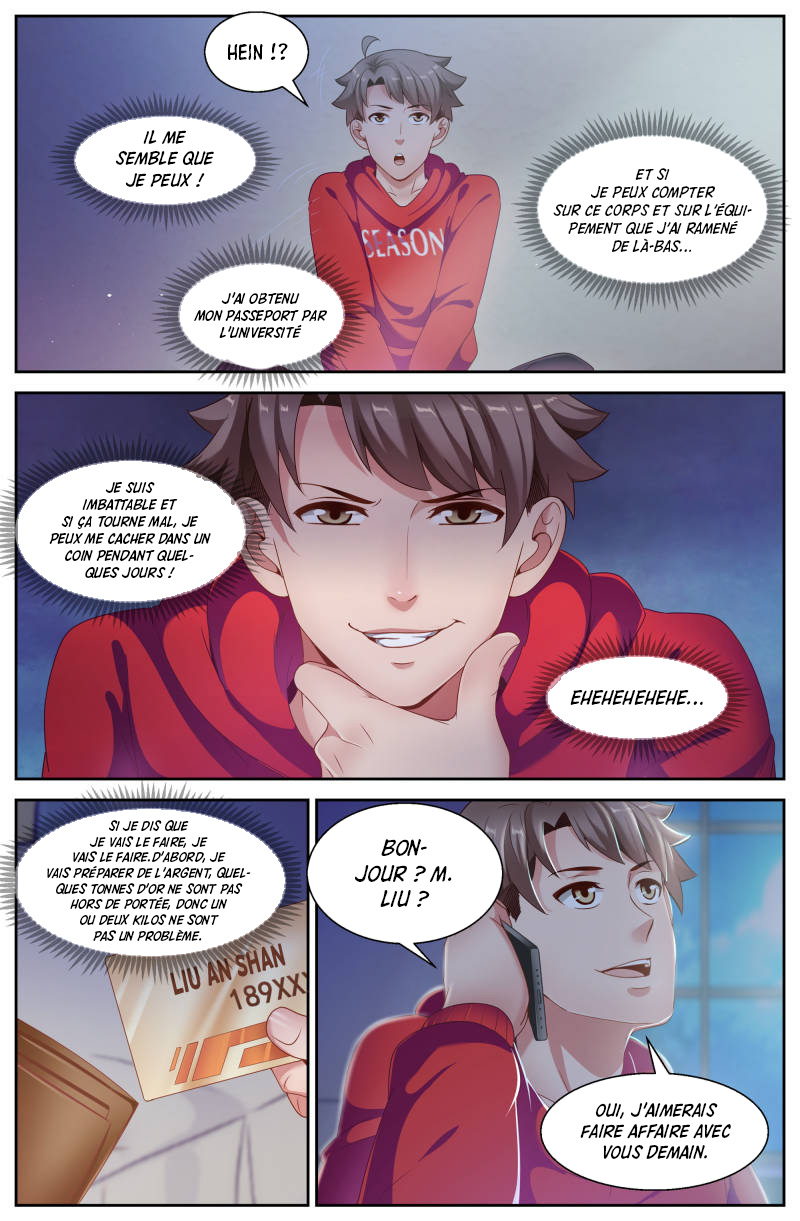 HEIN !?
IL ME
SEMBLE QUE
JE PEUX !
ET SI
JE PEUX COMPTER
SUR CE CORPS ET SUR L'ÉQUI-
PEMENT QUE J'AI RAMENÉ
DE LÀ-BAS...
SEASON
J'AI OBTENU
MON PASSEPORT PAR
L'UNIVERSITÉ
JE SUIS
IMBATTABLE ET
SI ÇA TOURNE MAL, JE
PEUX ME CACHER DANS UN
COIN PENDANT QUEL-
QUES JOURS !
EHEHEHEHEHE...
SI JE DIS QUE
JE VAIS LE FAIRE, JE
VAIS LE FAIRE.D'ABORD, JE
VAIS PRÉPARER DE L'ARGENT, QUEL-
QUES TONNES D'OR NE SONT PAS
HORS DE PORTÉE, DONC UN
OU DEUX KILOS NE SONT
PAS UN PROBLÈME.
LIU AN SHAN
189XXX
BON-
JOUR ? M.
LIU ?
OUI, J'AIMERAIS
FAIRE AFFAIRE AVEC
VOUS DEMAIN.